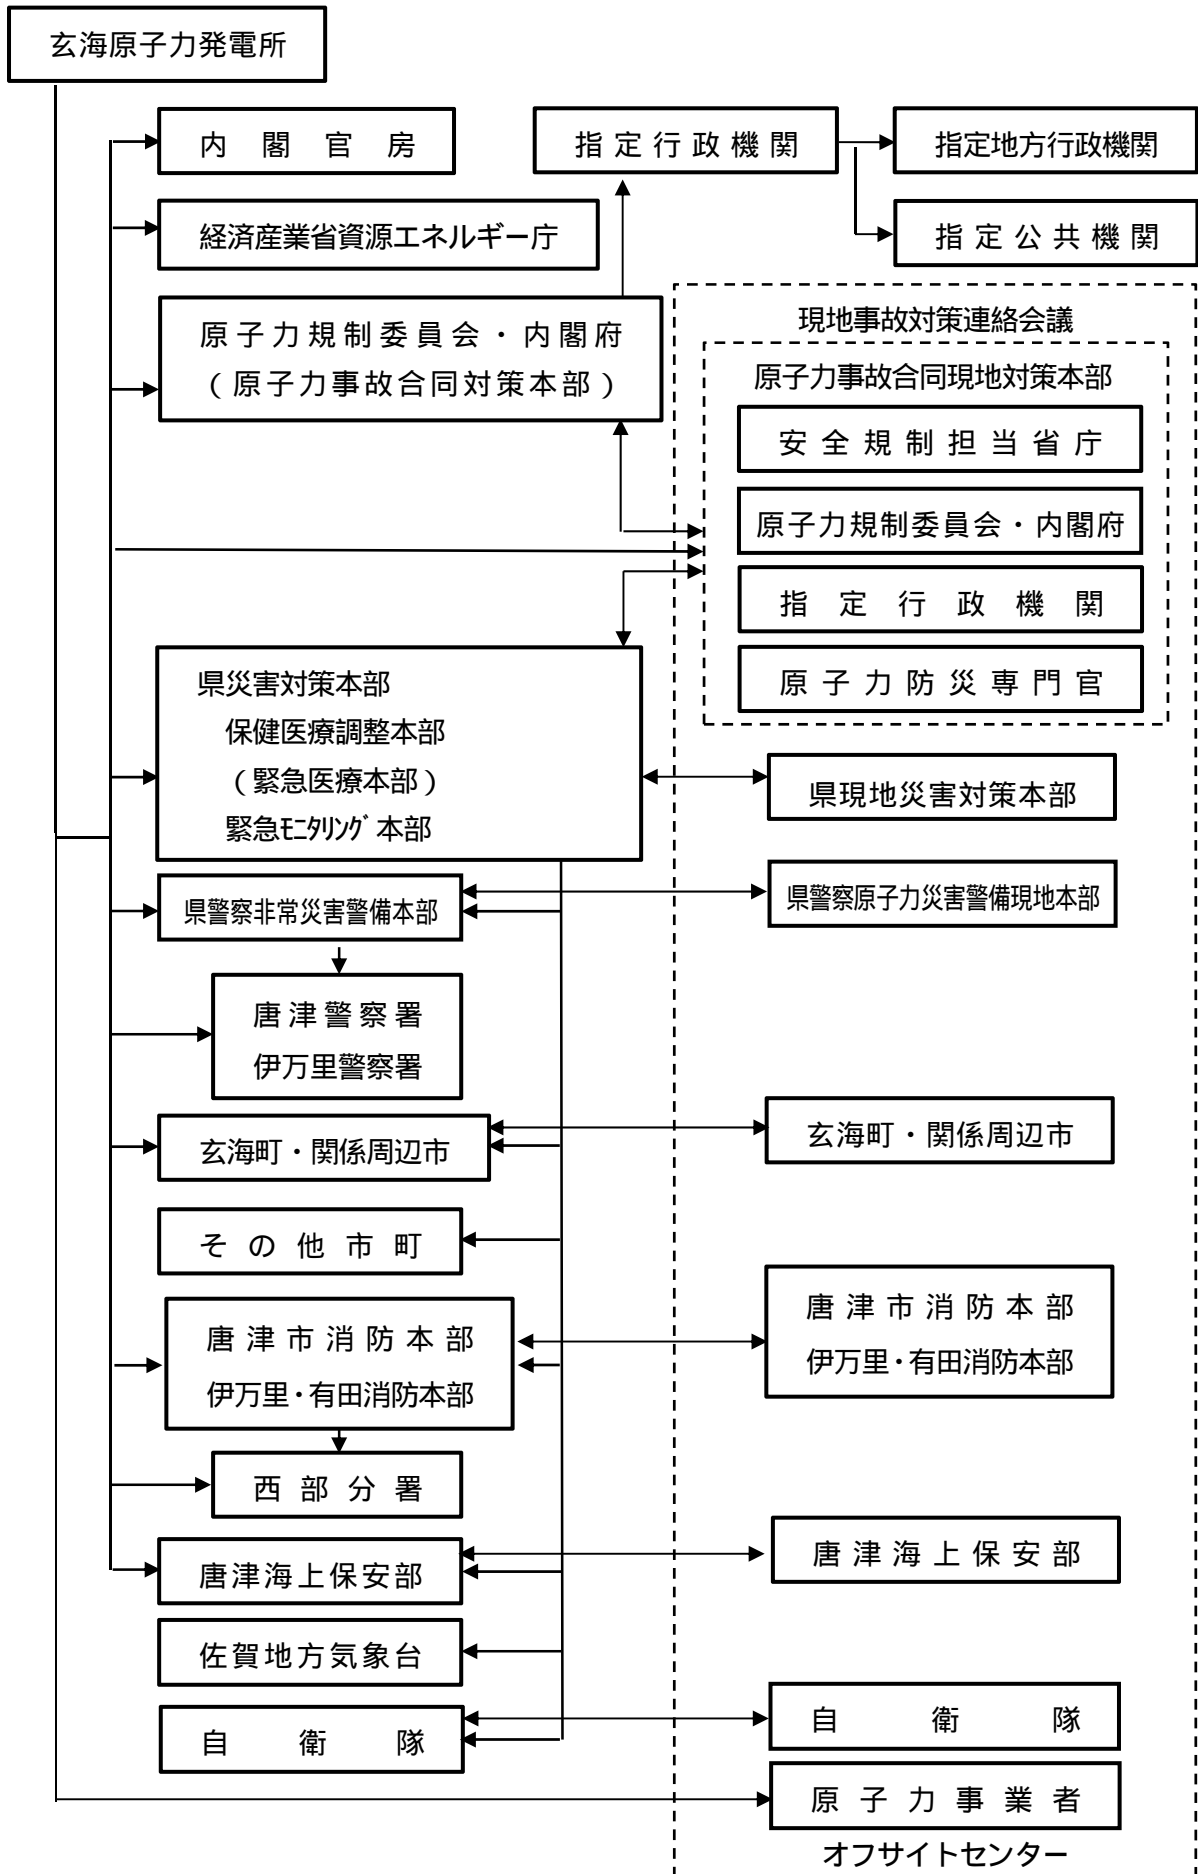 玄海原子力発電所
内閣官房
指定行政機関
指定地方行政機関
経済産業省資源エネルギー庁
指定公共機関
原子力規制委員会・内閣府
（原子力事故合同対策本部）
現地事故対策連絡会議
原子力事故合同現地対策本部
安全規制担当省庁
原子力規制委員会・内閣府
指定行政機関
原子力防災専門官
県災害対策本部
保健医療調整本部
（緊急医療本部）
緊急ﾓﾆﾀﾘﾝｸﾞ本部
県現地災害対策本部
県警察非常災害警備本部
県警察原子力災害警備現地本部
唐津警察署
伊万里警察署
玄海町・関係周辺市
玄海町・関係周辺市
その他市町
唐津市消防本部
伊万里・有田消防本部
唐津市消防本部
伊万里・有田消防本部
西部分署
唐津海上保安部
唐津海上保安部
佐賀地方気象台
自衛隊
自衛隊
原子力事業者
オフサイトセンター